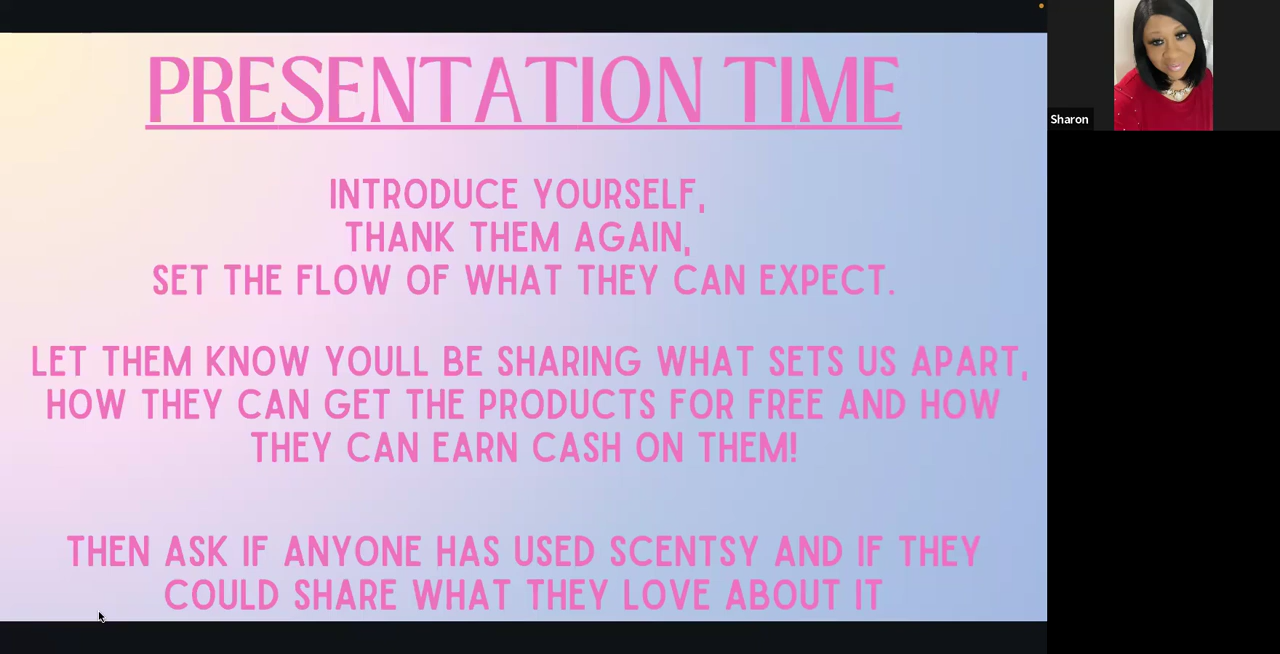 PRESENTATION TIME
INTRODUCE YOURSELF,
THANK THEM AGAIN,
SET THE FLOW OF WHAT THEY CAN EXPECT.
LET THEM KNOW YOULL BE SHARING WHAT SETS US APART,
HOW THEY CAN GET THE PRODUCTS FOR FREE AND HOW
THEY CAN EARN CASH ON THEM!
THEN ASK IF ANYONE HAS USED SCENTSY AND IF THEY
COULD SHARE WHAT THEY LOVE ABOUT IT
Sharon